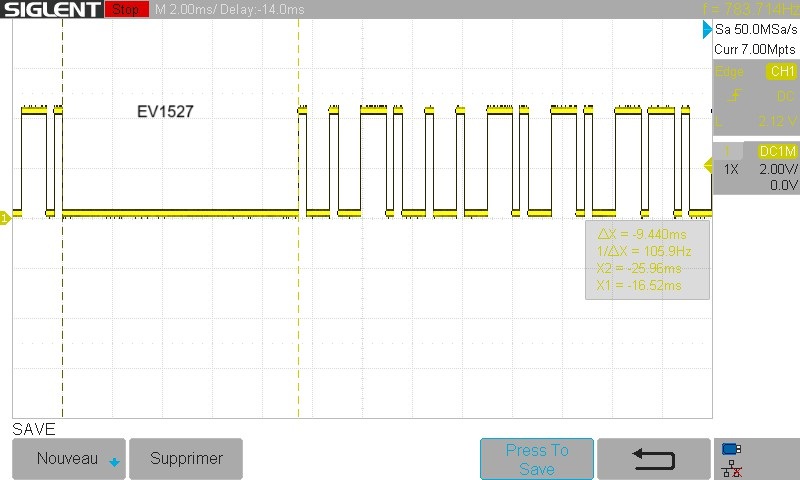 SIGLENT Stop M 2.00ms/ Delay:-14.0ms f = 783.714Hz
Sa 50.0MSa/s
Curr 7.00Mpts
Edge CH1
DC
L 2.12 V
EV1527
1 DC1M
1X 2.00V/
0.0V
1
ΔX = -9.440ms
1/ΔX = 105.9Hz
X2 = -25.96ms
X1 = -16.52ms
SAVE
Nouveau
Supprimer
Press To
Save